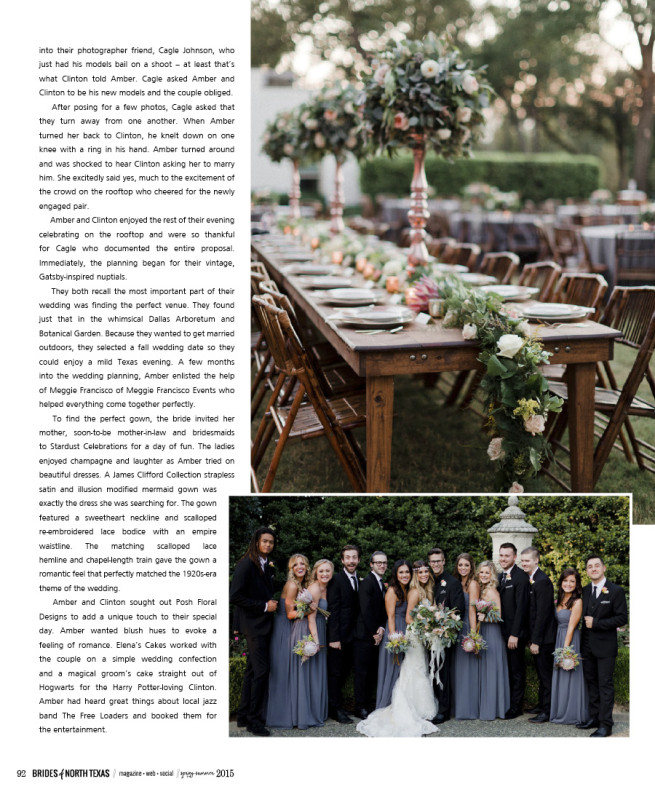 into their photographer friend, Cagle Johnson, who
just had his models bail on a shoot – at least that's
what Clinton told Amber. Cagle asked Amber and
Clinton to be his new models and the couple obliged.
After posing for a few photos, Cagle asked that
they turn away from one another. When Amber
turned her back to Clinton, he knelt down on one
knee with a ring in his hand. Amber turned around
and was shocked to hear Clinton asking her to marry
him. She excitedly said yes, much to the excitement of
the crowd on the rooftop who cheered for the newly
engaged pair.
Amber and Clinton enjoyed the rest of their evening
celebrating on the rooftop and were so thankful
for Cagle who documented the entire proposal.
Immediately, the planning began for their vintage,
Gatsby-inspired nuptials.
They both recall the most important part of their
wedding was finding the perfect venue. They found
just that in the whimsical Dallas Arboretum and
Botanical Garden. Because they wanted to get married
outdoors, they selected a fall wedding date so they
could enjoy a mild Texas evening. A few months
into the wedding planning, Amber enlisted the help
of Meggie Francisco of Meggie Francisco Events who
helped everything come together perfectly.
To find the perfect gown, the bride invited her
mother, soon-to-be mother-in-law and bridesmaids
to Stardust Celebrations for a day of fun. The ladies
enjoyed champagne and laughter as Amber tried on
beautiful dresses. A James Clifford Collection strapless
satin and illusion modified mermaid gown was
exactly the dress she was searching for. The gown
featured a sweetheart neckline and scalloped
re-embroidered lace bodice with an empire
waistline. The matching scalloped lace
hemline and chapel-length train gave the gown a
romantic feel that perfectly matched the 1920s-era
theme of the wedding.
Amber and Clinton sought out Posh Floral
Designs to add a unique touch to their special
day. Amber wanted blush hues to evoke a
feeling of romance. Elena's Cakes worked with
the couple on a simple wedding confection
and a magical groom's cake straight out of
Hogwarts for the Harry Potter-loving Clinton.
Amber had heard great things about local jazz
band The Free Loaders and booked them for
the entertainment.
92 BRIDES of NORTH TEXAS / magazine • web • social / spring-summer 2015